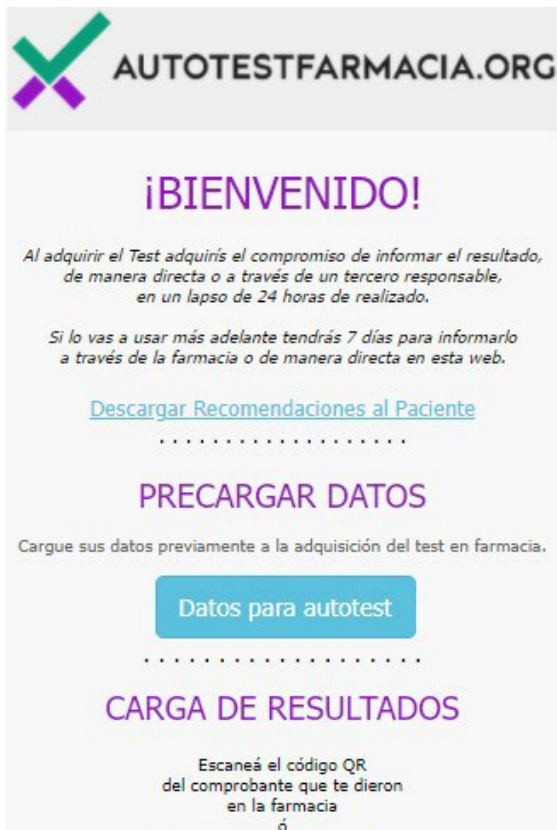 AUTOTESTFARMACIA.ORG
¡BIENVENIDO!
Al adquirir el Test adquirís el compromiso de informar el resultado,
de manera directa o a través de un tercero responsable,
en un lapso de 24 horas de realizado.
Si lo vas a usar más adelante tendrás 7 días para informarlo
a través de la farmacia o de manera directa en esta web.
Descargar Recomendaciones al Paciente
. . . . . . . . . . . . . . . . . . . .
PRECARGAR DATOS
Cargue sus datos previamente a la adquisición del test en farmacia.
Datos para autotest
. . . . . . . . . . . . . . . . . . . .
CARGA DE RESULTADOS
Escaneá el código QR
del comprobante que te dieron
en la farmacia
ó